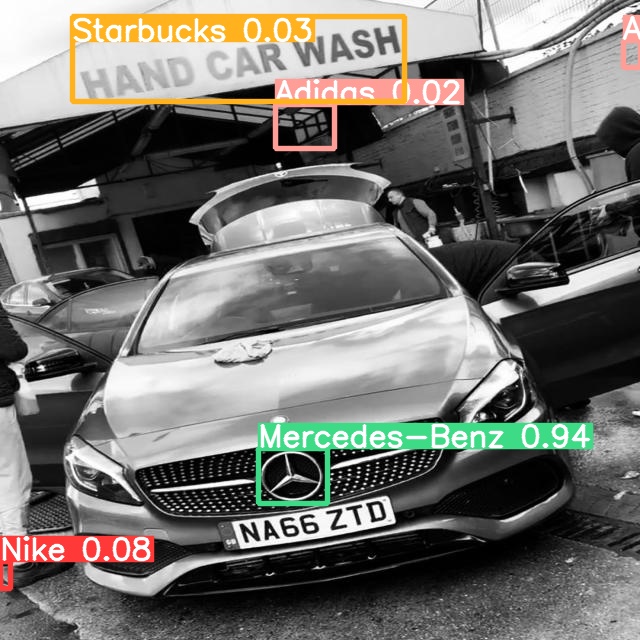 Starbucks 0.03
HAND CAR WASH
Adidas 0.02
A
Mercedes-Benz 0.94
NA66 ZTD
Nike 0.08